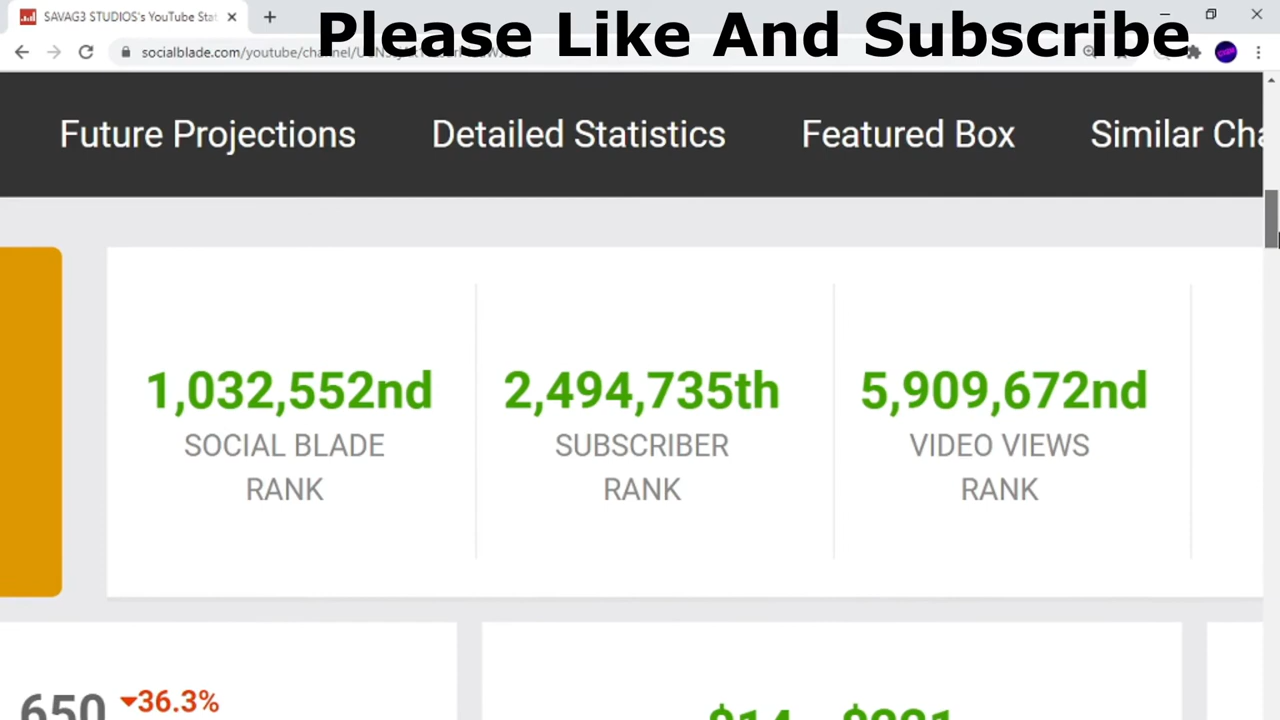 SAVAG3 STUDIOS's YouTube Stat
Please Like And Subscribe
socialblade.com/youtube/channel/
Future Projections Detailed Statistics Featured Box Similar Cha
1,032,552nd 2,494,735th 5,909,672nd
SOCIAL BLADE SUBSCRIBER VIDEO VIEWS
RANK RANK RANK
650 36.3%